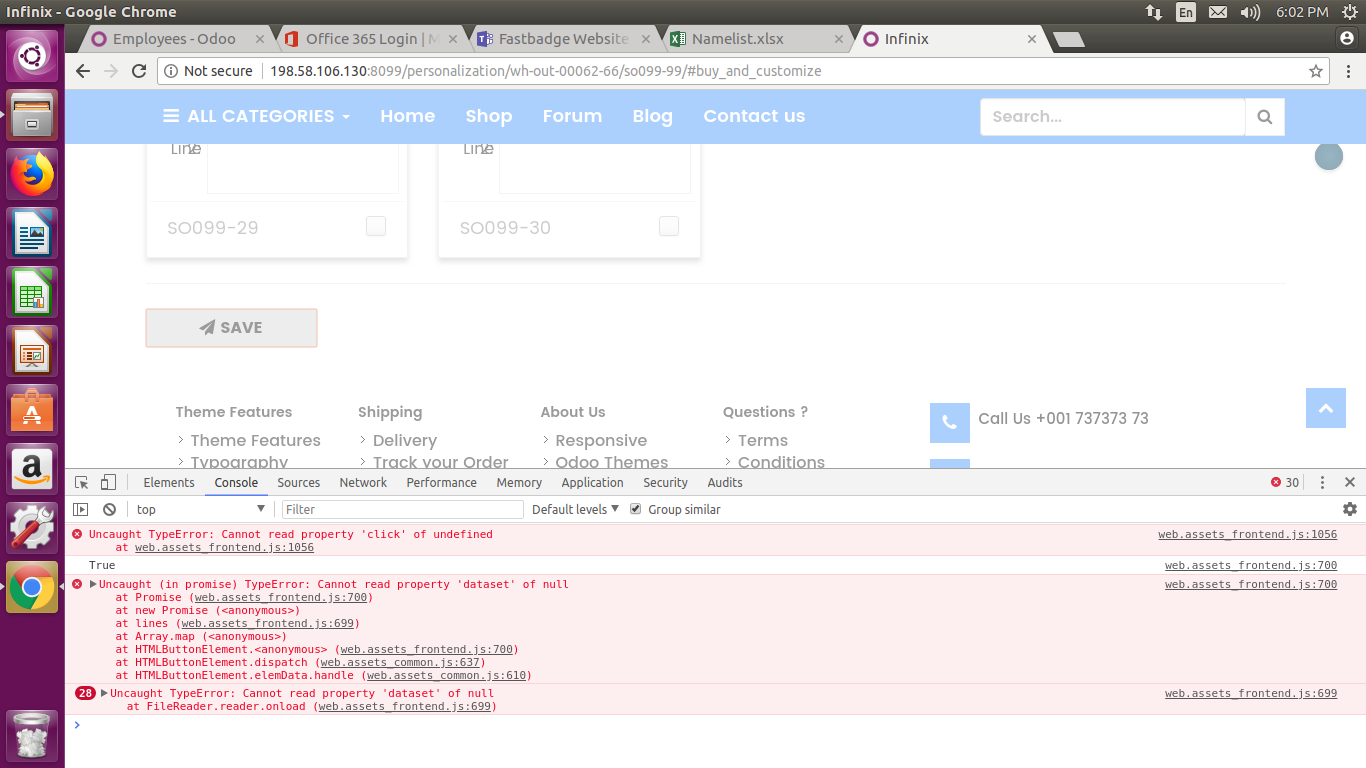 Infinix - Google Chrome
En
6:02 PM
Employees - Odoo
Office 365 Login | M
Fastbadge Website
Namelist.xlsx
Infinix
Not secure
198.58.106.130:8099/personalization/wh-out-00062-66/so099-99/#buy_and_customize
ALL CATEGORIES
Home
Shop
Forum
Blog
Contact us
Search...
Line 2
Line 2
SO099-29
SO099-30
SAVE
Theme Features
Shipping
About Us
Questions ?
Call Us +001 737373 73
Theme Features
Delivery
Responsive
Terms
Typography
Track your Order
Odoo Themes
Conditions
Elements
Console
Sources
Network
Performance
Memory
Application
Security
Audits
30
top
Filter
Default levels
Group similar
Uncaught TypeError: Cannot read property 'click' of undefined
web.assets_frontend.js:1056
at web.assets_frontend.js:1056
True
web.assets_frontend.js:700
Uncaught (in promise) TypeError: Cannot read property 'dataset' of null
web.assets_frontend.js:700
at Promise (web.assets_frontend.js:700)
at new Promise (<anonymous>)
at lines (web.assets_frontend.js:699)
at Array.map (<anonymous>)
at HTMLButtonElement.<anonymous> (web.assets_frontend.js:700)
at HTMLButtonElement.dispatch (web.assets_common.js:637)
at HTMLButtonElement.elemData.handle (web.assets_common.js:610)
28
Uncaught TypeError: Cannot read property 'dataset' of null
web.assets_frontend.js:699
at FileReader.reader.onload (web.assets_frontend.js:699)